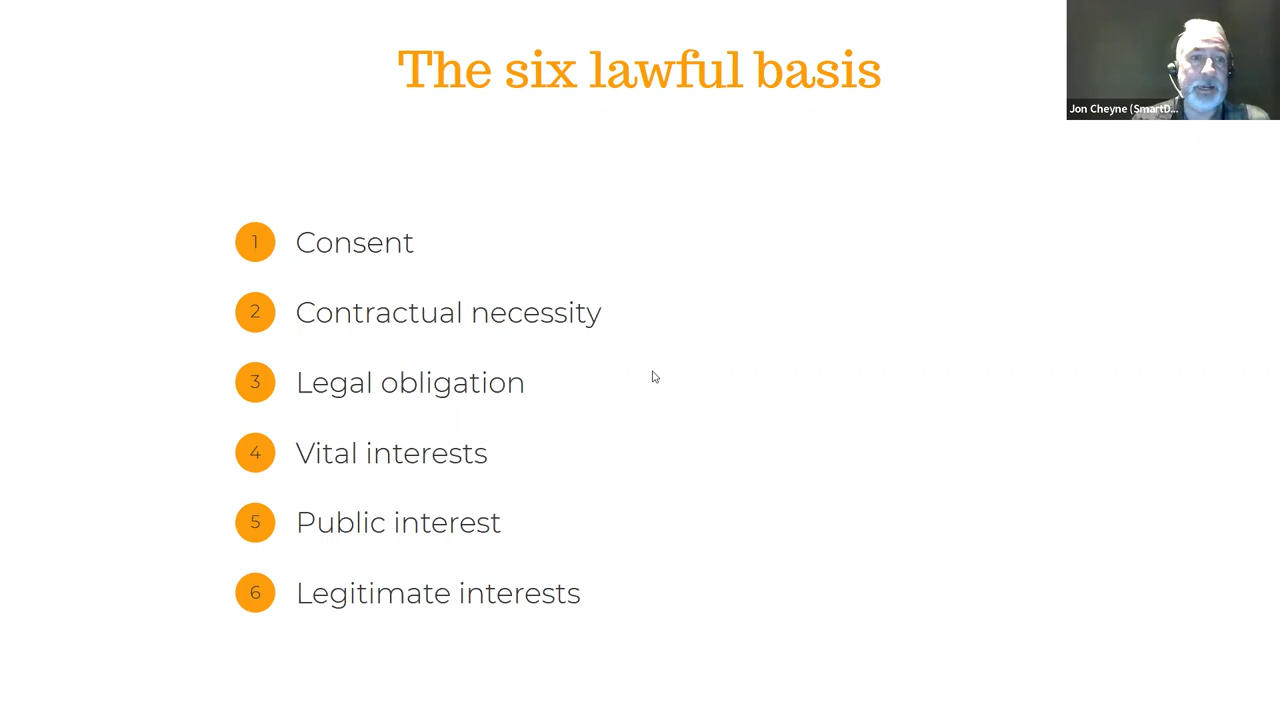 The six lawful basis
Jon Cheyne (SmartD...
1 Consent
2 Contractual necessity
3 Legal obligation
4 Vital interests
5 Public interest
6 Legitimate interests